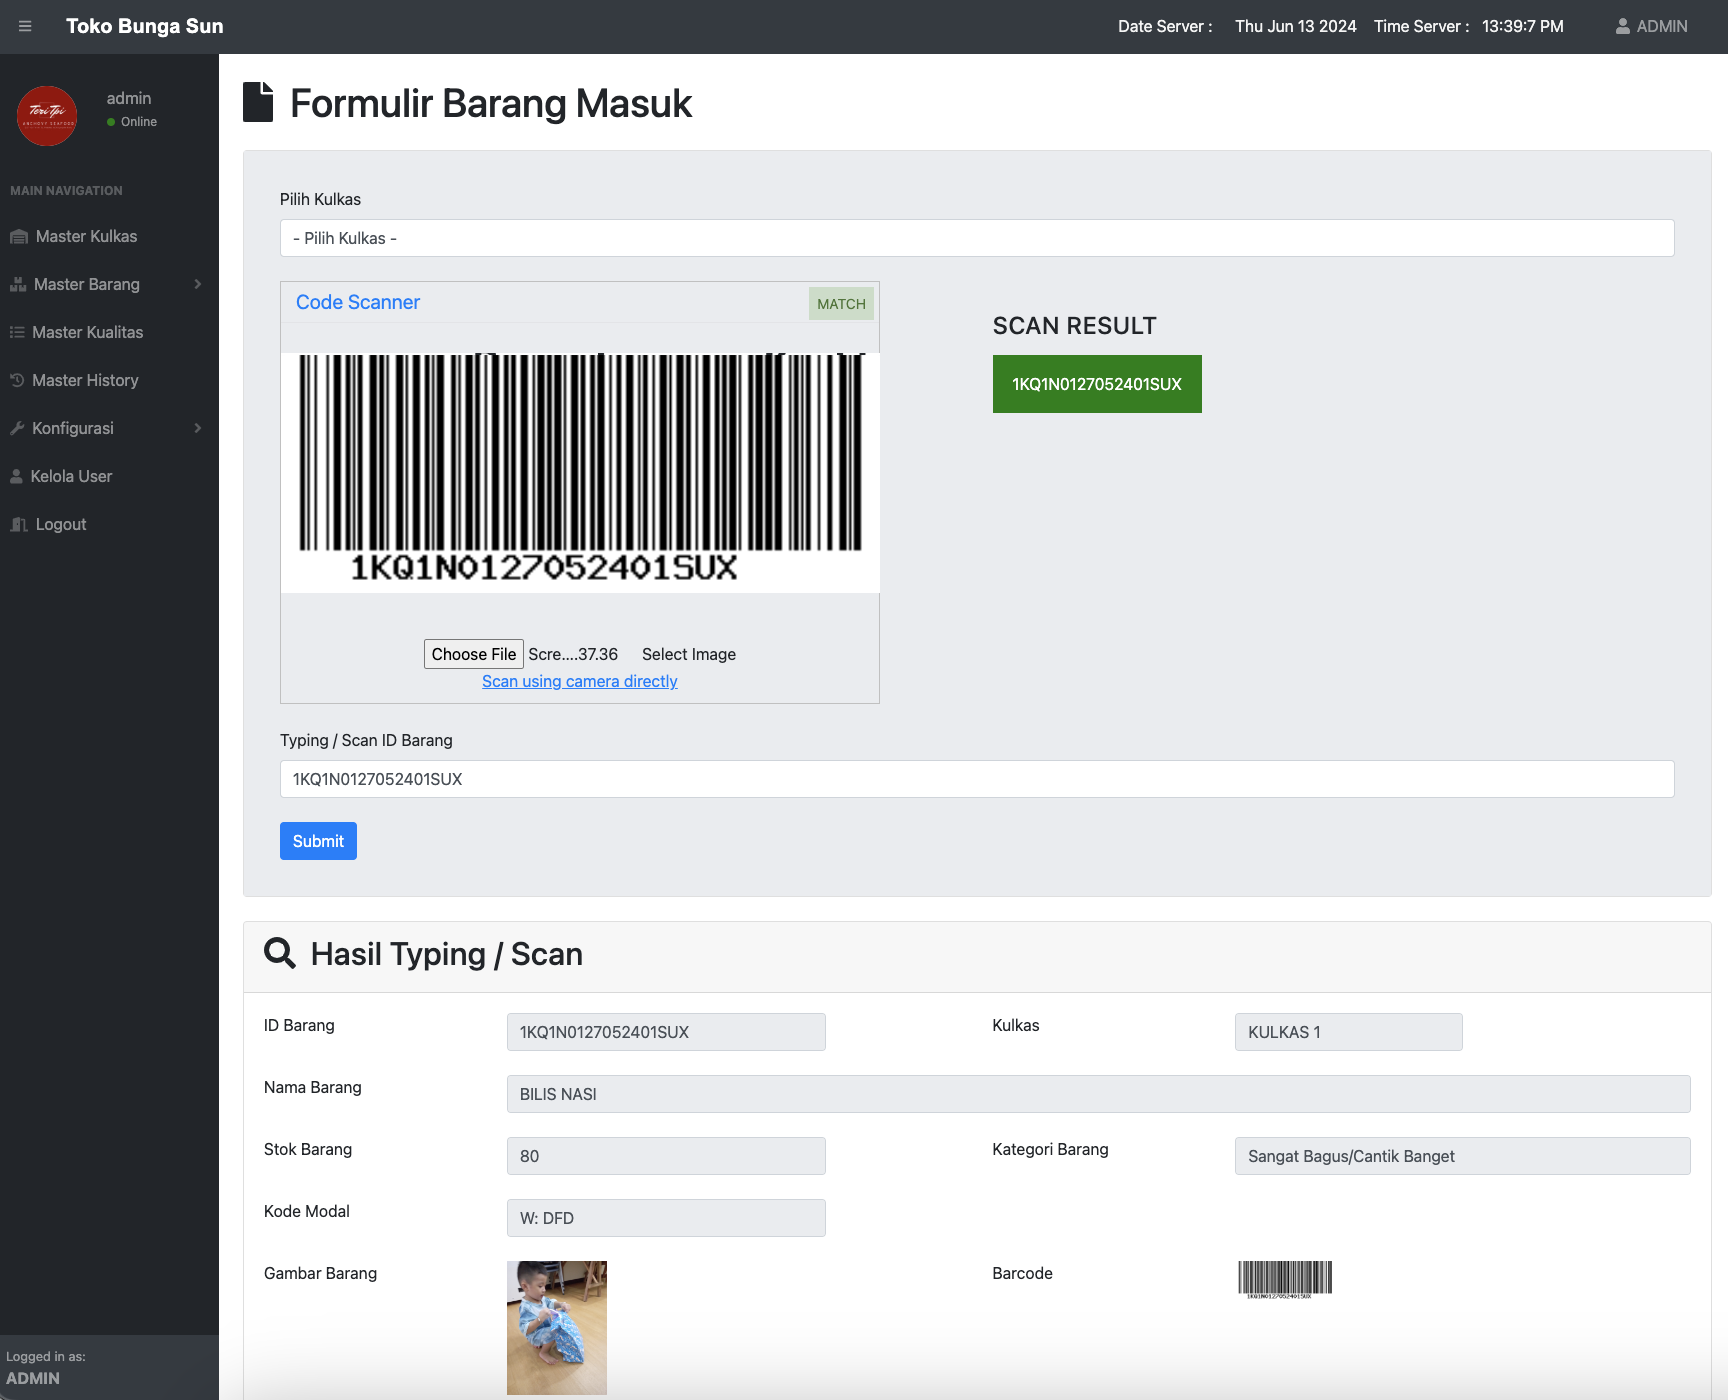 Toko Bunga Sun
Date Server : Thu Jun 13 2024 Time Server : 13:39:7 PM
ADMIN
Teri Tpi
ANCHOVY SEAFOOD
admin
Online
MAIN NAVIGATION
Master Kulkas
Master Barang
Master Kualitas
Master History
Konfigurasi
Kelola User
Logout
Logged in as:
ADMIN
Formulir Barang Masuk
Pilih Kulkas
- Pilih Kulkas -
Code Scanner
MATCH
1KQ1N0127052401SUX
SCAN RESULT
1KQ1N0127052401SUX
Choose File Scre....37.36 Select Image
Scan using camera directly
Typing / Scan ID Barang
1KQ1N0127052401SUX
Submit
Hasil Typing / Scan
ID Barang 1KQ1N0127052401SUX Kulkas KULKAS 1
Nama Barang BILIS NASI
Stok Barang 80 Kategori Barang Sangat Bagus/Cantik Banget
Kode Modal W: DFD
Gambar Barang Barcode
1KQ1N0127052401SUX